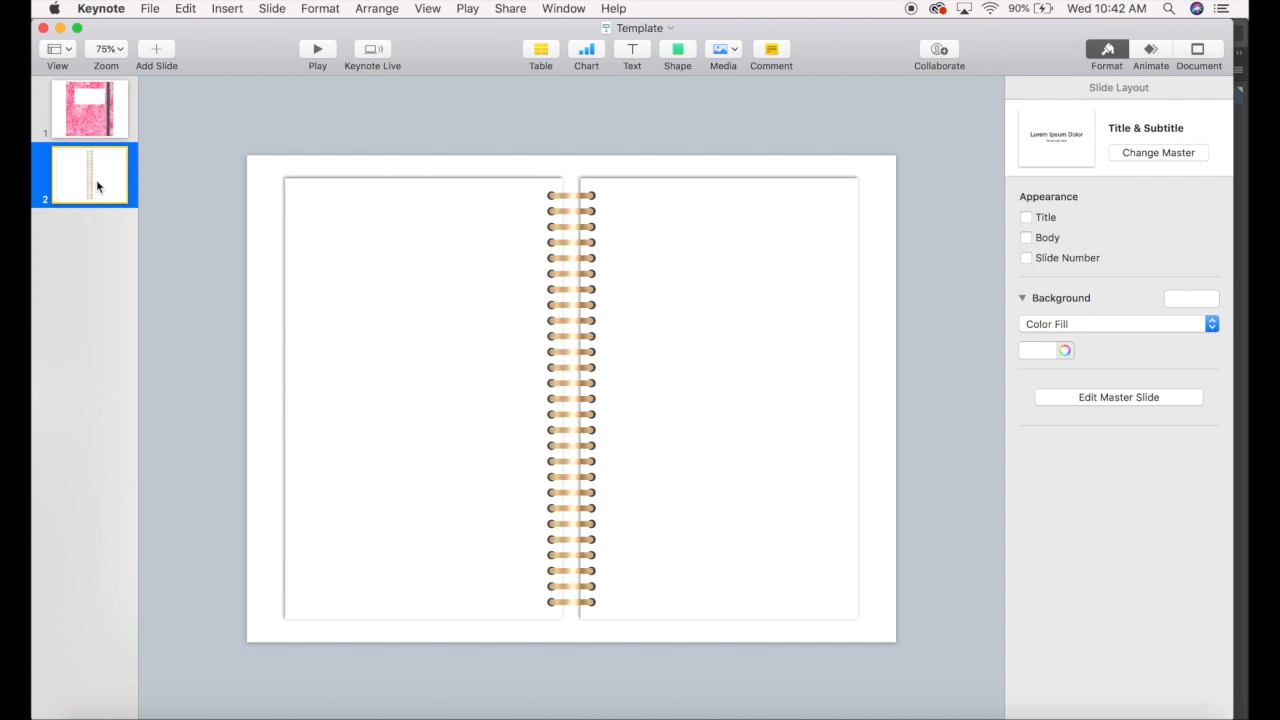 Keynote File Edit Insert Slide Format Arrange View Play Share Window Help 90% Wed 10:42 AM
Template
75%
View Zoom Add Slide Play Keynote Live Table Chart Text Shape Media Comment Collaborate Format Animate Document
Slide Layout
Lorem Ipsum Dolor
Title & Subtitle
Change Master
1
2
Appearance
Title
Body
Slide Number
Background
Color Fill
Edit Master Slide